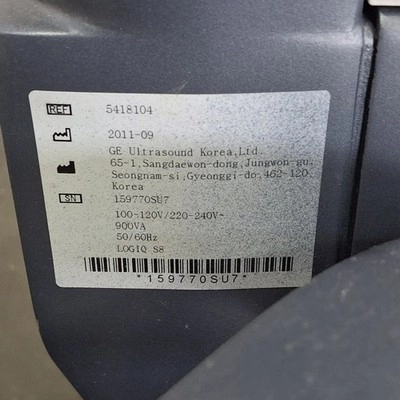 REF 5418104
2011-09
GE Ultrasound Korea,Ltd.
65-1,Sangdaewon-dong,Jungwon-gu,
Seongnam-si,Gyeonggi-do,462-120,
Korea
SN 159770SU7
100-120V/220-240V~
900VA
50/60Hz
LOGIQ S8
*159770SU7*